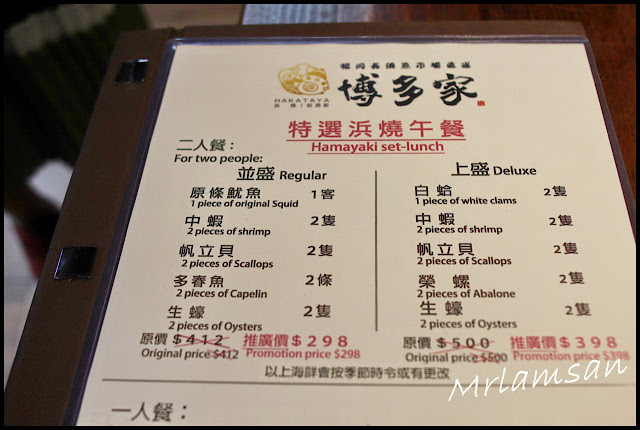 福岡長浜魚市場直送
博多家
HAKATAYA
特選浜燒午餐
Hamayaki set-lunch
二人餐：
For two people:
並盛 Regular
原條魷魚 1客
1 piece of original Squid
中蝦 2隻
2 pieces of shrimp
帆立貝 2隻
2 pieces of Scallops
多春魚 2條
2 pieces of Capelin
生蠔 2隻
2 pieces of Oysters
原價 $412 推廣價 $298
Original price $412 Promotion price $298
上盛 Deluxe
白蛤 2隻
1 piece of white clams
中蝦 2隻
2 pieces of shrimp
帆立貝 2隻
2 pieces of Scallops
榮螺 2隻
2 pieces of Abalone
生蠔 2隻
2 pieces of Oysters
原價 $500 推廣價 $398
Original price $500 Promotion price $398
以上海鮮會按季節時令或有更改
一人餐：
Mrlamsan